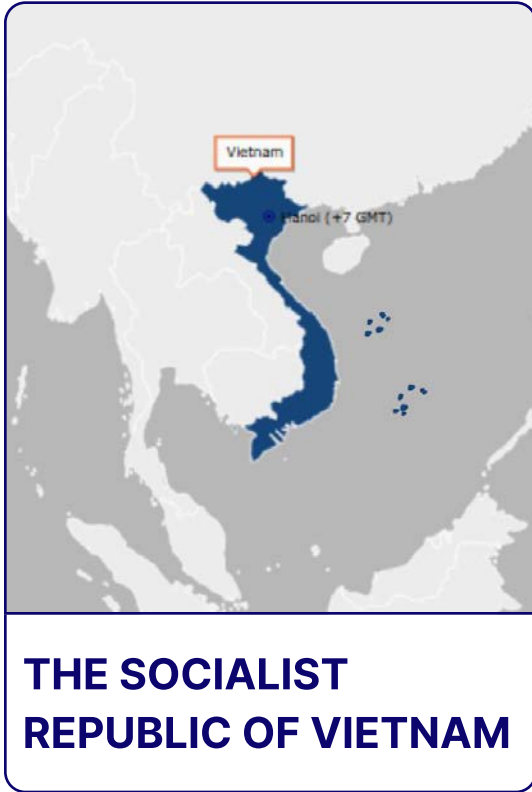 Vietnam
Hanoi (+7 GMT)
THE SOCIALIST
REPUBLIC OF VIETNAM